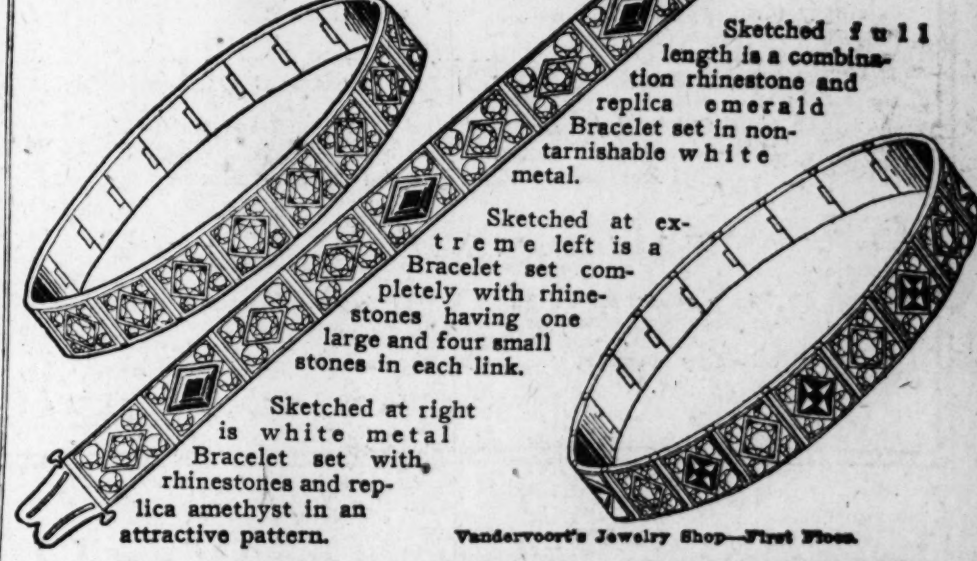 Sketched full
length is a combina-
tion rhinestone and
replica emerald
Bracelet set in non-
tarnishable white
metal.
Sketched at ex-
treme left is a
Bracelet set com-
pletely with rhine-
stones having one
large and four small
stones in each link.
Sketched at right
is white metal
Bracelet set with
rhinestones and rep-
lica amethyst in an
attractive pattern.
Vandervoort's Jewelry Shop—First Floor.